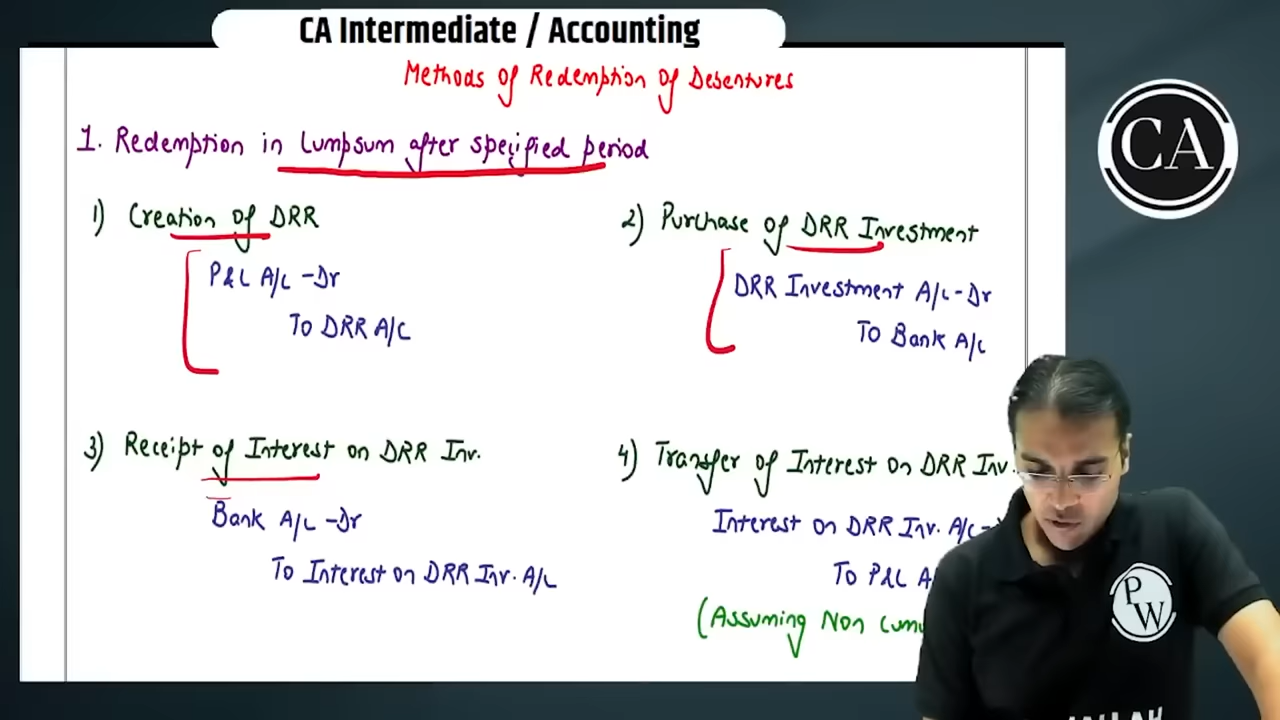 CA Intermediate / Accounting
Methods of Redemption of Debentures
1. Redemption in Lumpsum after specified period
1) Creation of DRR
P&L A/c -Dr
To DRR A/c
2) Purchase of DRR Investment
DRR Investment A/c-Dr
To Bank A/c
3) Receipt of Interest on DRR Inv.
Bank A/c -Dr
To Interest on DRR Inv. A/c
4) Transfer of Interest on DRR Inv.
Interest on DRR Inv. A/c-
To P&L
(Assuming Non
CA
PW